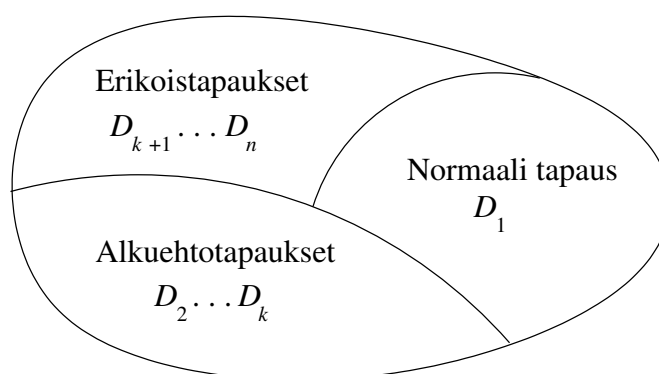 Erikoistapaukset
D_{k+1} . . . D_n
Normaali tapaus
D_1
Alkuehtotapaukset
D_2 . . . D_k